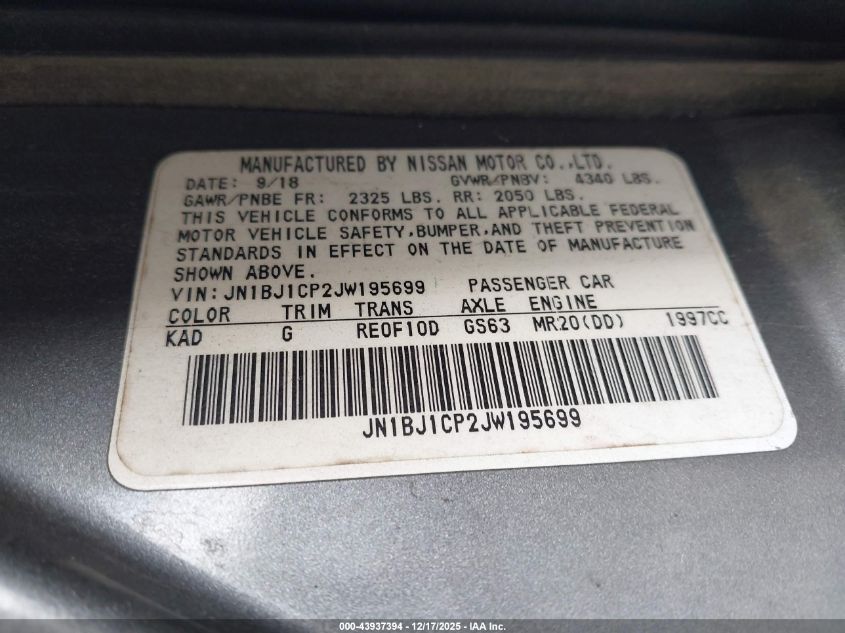 MANUFACTURED BY NISSAN MOTOR CO.,LTD.
DATE: 9/18 GVWR/PNBV: 4340 LBS.
GAWR/PNBE FR: 2325 LBS. RR: 2050 LBS.
THIS VEHICLE CONFORMS TO ALL APPLICABLE FEDERAL
MOTOR VEHICLE SAFETY,BUMPER,AND THEFT PREVENTION
STANDARDS IN EFFECT ON THE DATE OF MANUFACTURE
SHOWN ABOVE.
VIN:JN1BJ1CP2JW195699 PASSENGER CAR
COLOR TRIM TRANS AXLE ENGINE
KAD G RE0F10D GS63 MR20(DD) 1997CC
JN1BJ1CP2JW195699
000-43937394 - 12/17/2025 - IAA Inc.